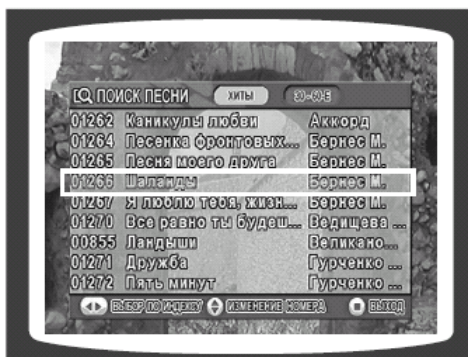 ПОИСК ПЕСНИ ХИТЫ 30-60-Е
01262 Каникулы любви Аккорд
01264 Песенка фронтовых... Бернес М.
01265 Песня моего друга Бернес М.
01266 Шаланды Бернес М.
01267 Я люблю тебя, жизн... Бернес М.
01270 Все равно ты будеш... Ведищева ...
00855 Ландыши Великано...
01271 Дружба Гурченко ...
01272 Пять минут Гурченко ...
ВЫБОР ПО ИНДЕКСУ ИЗМЕНЕНИЕ НОМЕРА ВЫХОД